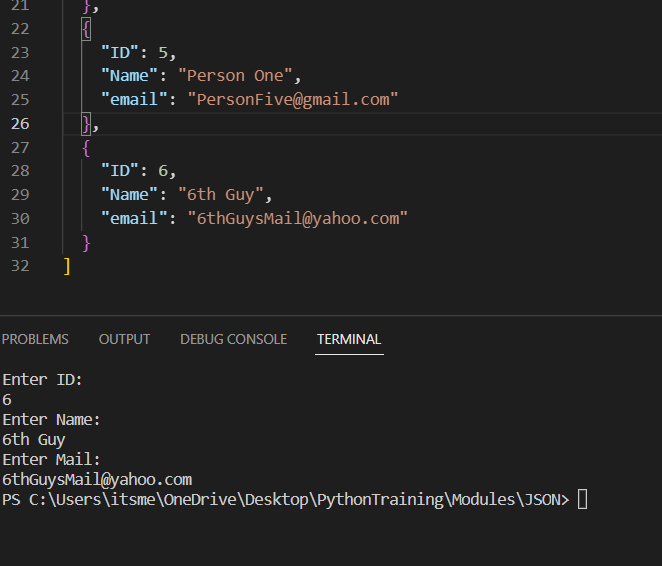 21 },
22 {
23 "ID": 5,
24 "Name": "Person One",
25 "email": "PersonFive@gmail.com"
26 },
27 {
28 "ID": 6,
29 "Name": "6th Guy",
30 "email": "6thGuysMail@yahoo.com"
31 }
32 ]
PROBLEMS OUTPUT DEBUG CONSOLE TERMINAL
Enter ID:
6
Enter Name:
6th Guy
Enter Mail:
6thGuysMail@yahoo.com
PS C:\Users\itsme\OneDrive\Desktop\PythonTraining\Modules\JSON>